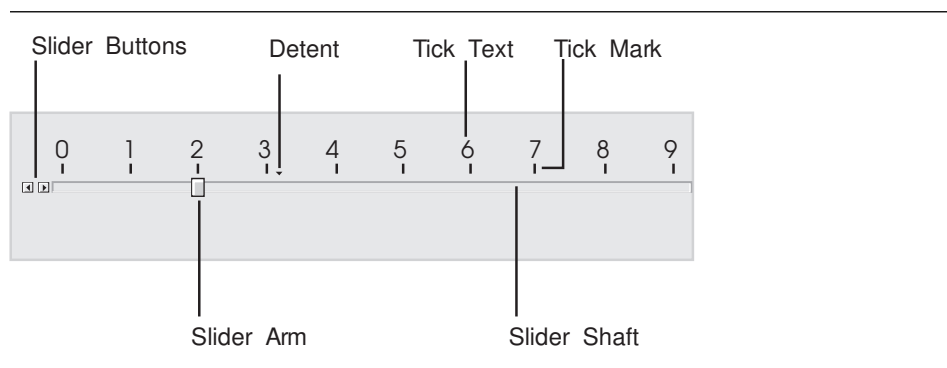 Slider Buttons Detent Tick Text Tick Mark
0 1 2 3 4 5 6 7 8 9
Slider Arm Slider Shaft